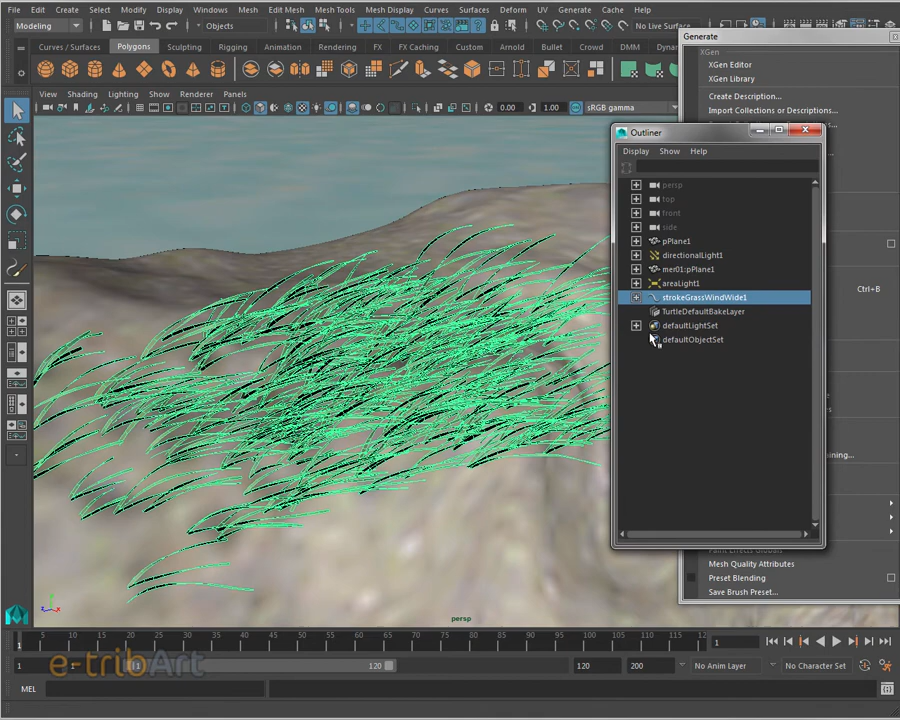 File Edit Create Select Modify Display Windows Mesh Edit Mesh Mesh Tools Mesh Display Curves Surfaces Deform UV Generate Cache Help
Modeling Objects No Live Surface
Curves / Surfaces Polygons Sculpting Rigging Animation Rendering FX FX Caching Custom Arnold Bullet Crowd DMM
View Shading Lighting Show Renderer Panels
0.00 1.00 sRGB gamma
Generate
XGen
XGen Editor
XGen Library
Create Description...
Import Collections or Descriptions...
Outliner
Display Show Help
persp
top
front
side
pPlane1
directionalLight1
mer01:pPlane1
areaLight1
strokeGrassWindWide1
TurtleDefaultBakeLayer
defaultLightSet
defaultObjectSet
Ctrl+B
Paint Effects Globals
Mesh Quality Attributes
Preset Blending
Save Brush Preset...
persp
5 10 15 20 25 30 35 40 45 50 55 60 65 70 75 80 85 90 95 100 105 110 115 12
1 1
1 1 1 120 120 200 No Anim Layer No Character Set
e-tribArt
MEL